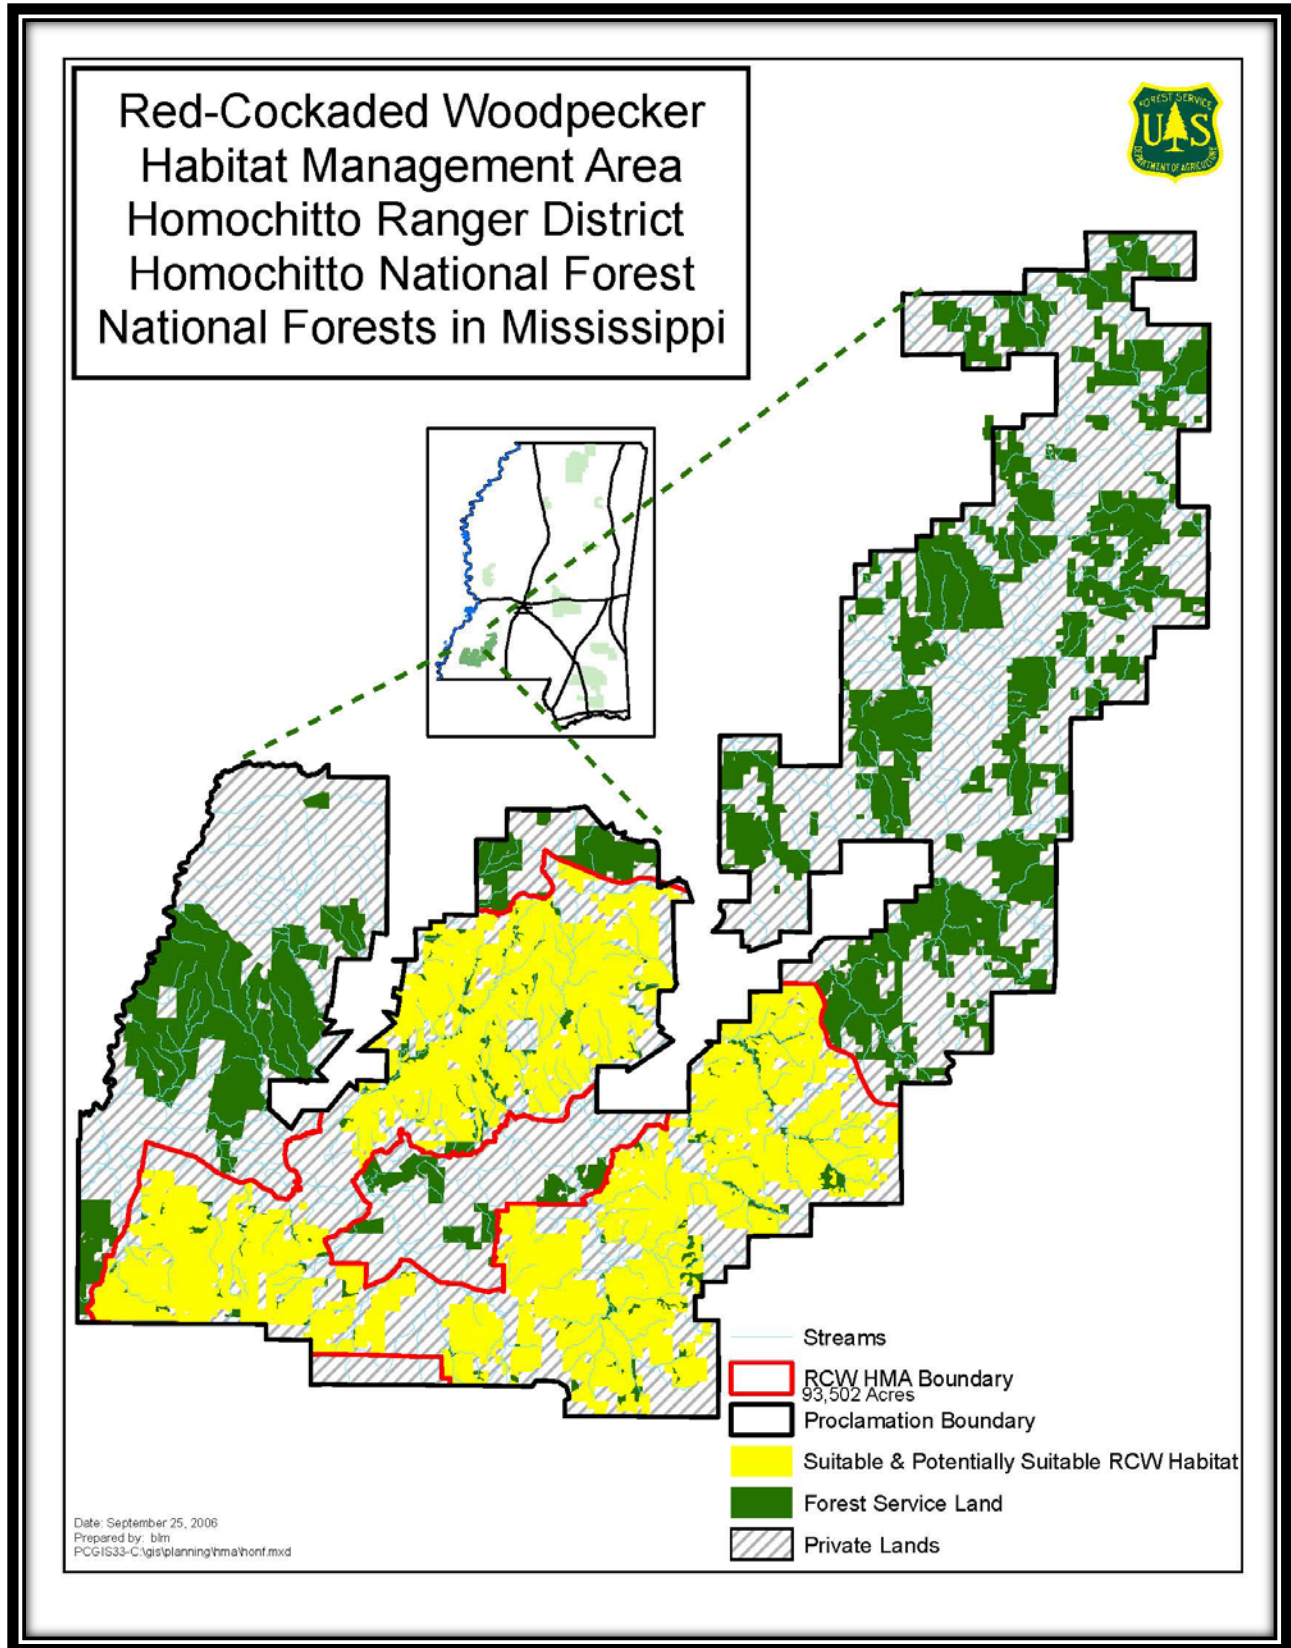 Red-Cockaded Woodpecker
Habitat Management Area
Homochitto Ranger District
Homochitto National Forest
National Forests in Mississippi
FOREST SERVICE
U S
DEPARTMENT OF AGRICULTURE
Streams
RCW HMA Boundary
93,502 Acres
Proclamation Boundary
Suitable & Potentially Suitable RCW Habitat
Forest Service Land
Private Lands
Date: September 25, 2006
Prepared by: blm
PCGIS33-C:\gis\planning\hma\honf.mxd